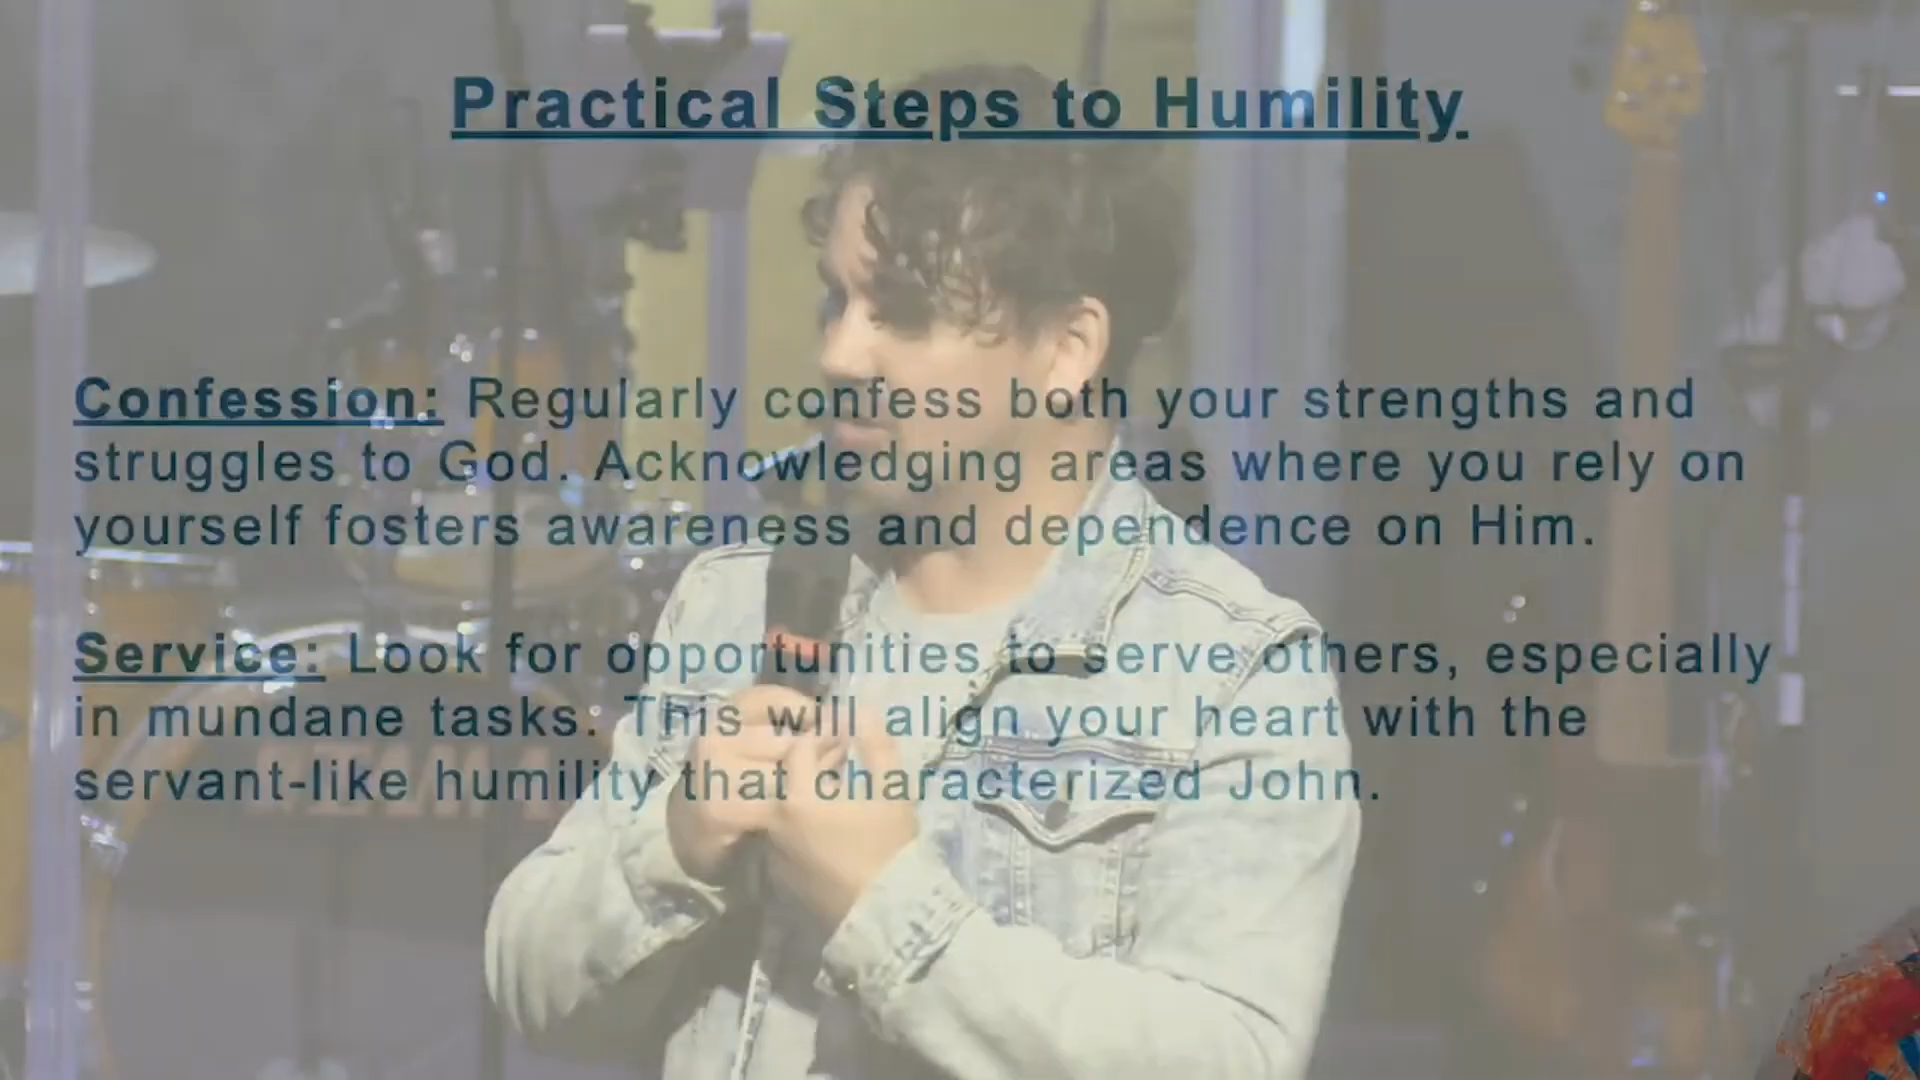 Practical Steps to Humility.
Confession: Regularly confess both your strengths and
struggles to God. Acknowledging areas where you rely on
yourself fosters awareness and dependence on Him.
Service: Look for opportunities to serve others, especially
in mundane tasks. This will align your heart with the
servant-like humility that characterized John.